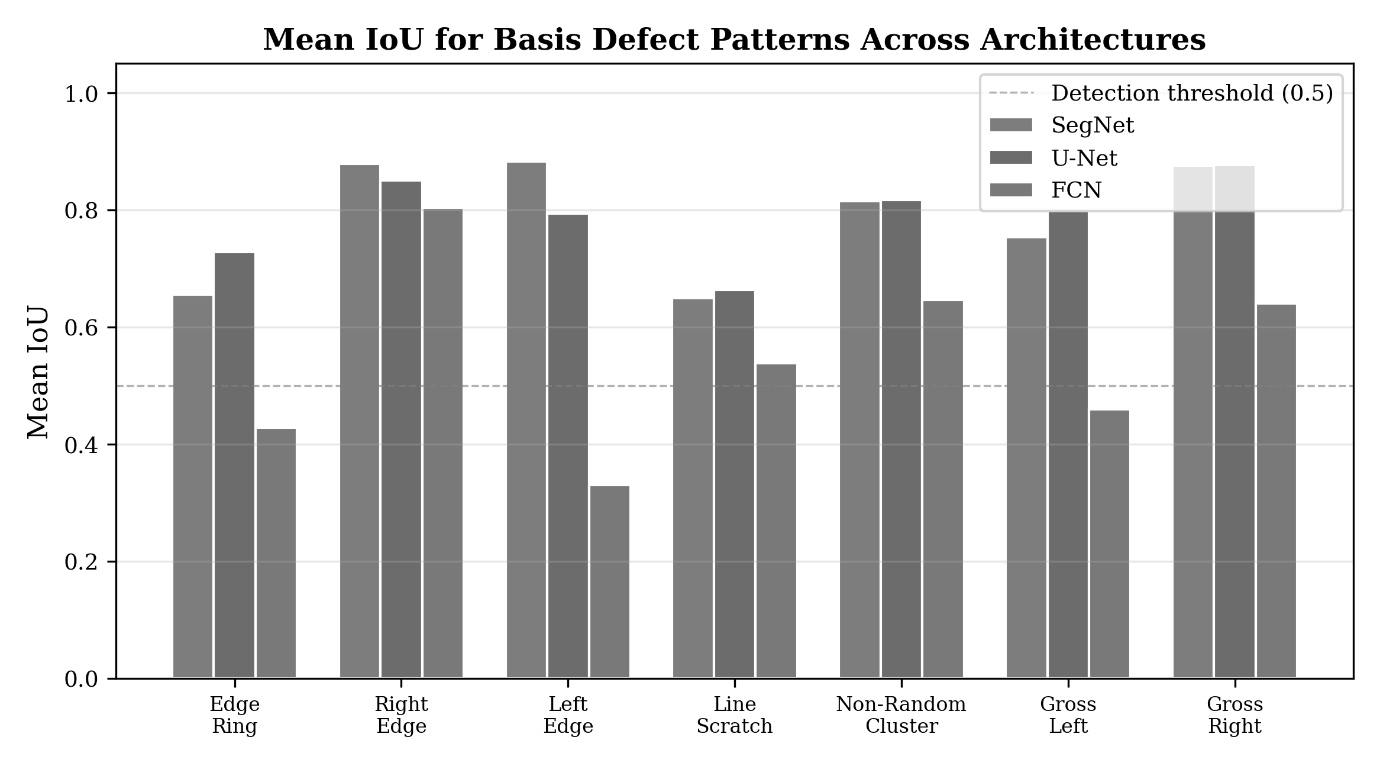 Mean IoU for Basis Defect Patterns Across Architectures
Detection threshold (0.5)
SegNet
U-Net
FCN
Mean IoU
1.0
0.8
0.6
0.4
0.2
0.0
Edge Ring
Right Edge
Left Edge
Line Scratch
Non-Random Cluster
Gross Left
Gross Right